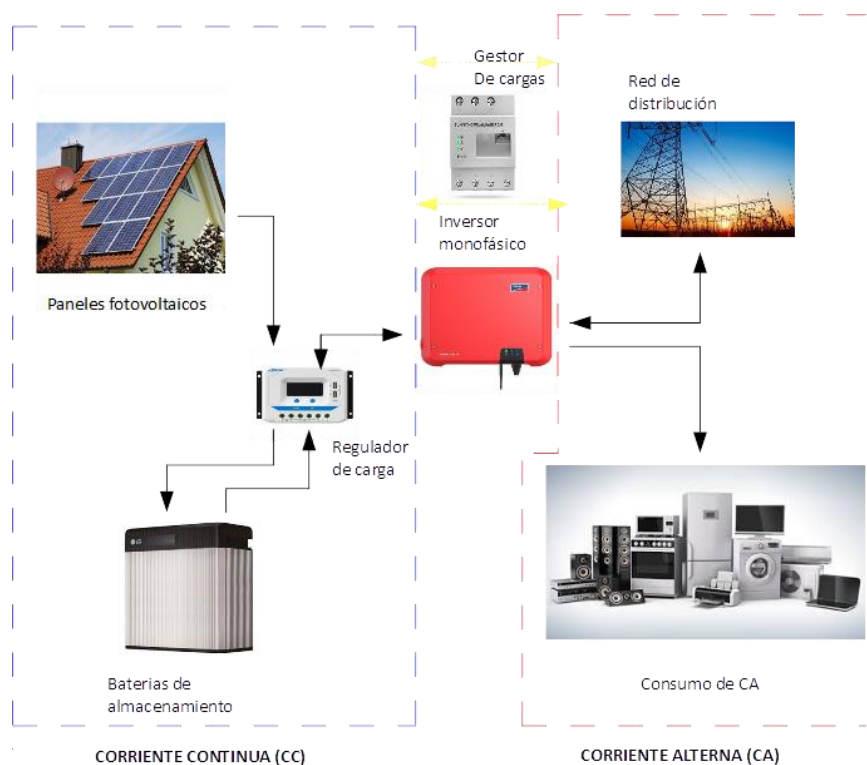 Gestor
De cargas
Red de
distribución
Inversor
monofásico
Paneles fotovoltaicos
Regulador
de carga
LG
Baterias de
almacenamiento
Consumo de CA
CORRIENTE CONTINUA (CC)
CORRIENTE ALTERNA (CA)